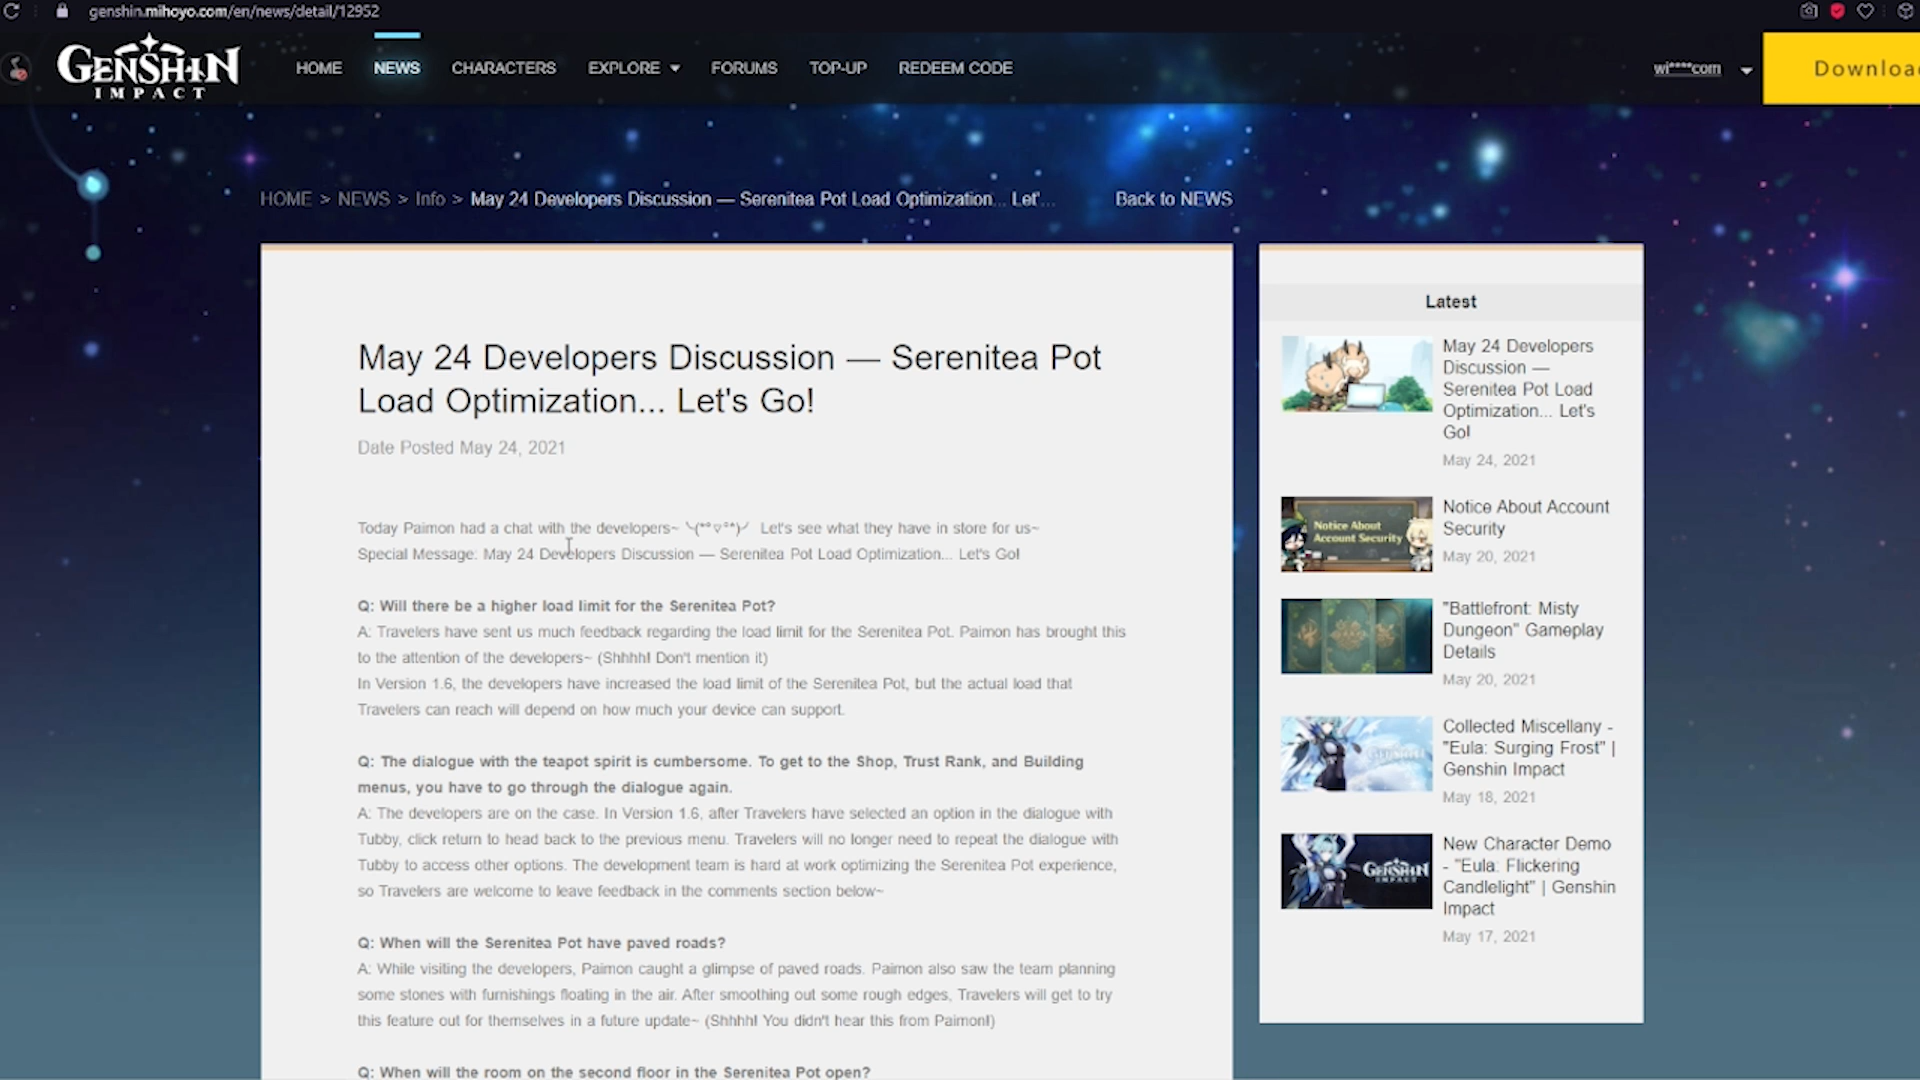 genshin.mihoyo.com/en/news/detail/12952
GENSHIN
IMPACT
HOME
NEWS
CHARACTERS
EXPLORE
FORUMS
TOP-UP
REDEEM CODE
wi****com
Downloa
HOME > NEWS > Info > May 24 Developers Discussion — Serenitea Pot Load Optimization... Let'...
Back to NEWS
May 24 Developers Discussion — Serenitea Pot
Load Optimization... Let's Go!
Date Posted May 24, 2021
Today Paimon had a chat with the developers~ ╰(*°▽°*)╯ Let's see what they have in store for us~
Special Message: May 24 Developers Discussion — Serenitea Pot Load Optimization... Let's Go!
Q: Will there be a higher load limit for the Serenitea Pot?
A: Travelers have sent us much feedback regarding the load limit for the Serenitea Pot. Paimon has brought this
to the attention of the developers~ (Shhhh! Don't mention it)
In Version 1.6, the developers have increased the load limit of the Serenitea Pot, but the actual load that
Travelers can reach will depend on how much your device can support.
Q: The dialogue with the teapot spirit is cumbersome. To get to the Shop, Trust Rank, and Building
menus, you have to go through the dialogue again.
A: The developers are on the case. In Version 1.6, after Travelers have selected an option in the dialogue with
Tubby, click return to head back to the previous menu. Travelers will no longer need to repeat the dialogue with
Tubby to access other options. The development team is hard at work optimizing the Serenitea Pot experience,
so Travelers are welcome to leave feedback in the comments section below~
Q: When will the Serenitea Pot have paved roads?
A: While visiting the developers, Paimon caught a glimpse of paved roads. Paimon also saw the team planning
some stones with furnishings floating in the air. After smoothing out some rough edges, Travelers will get to try
this feature out for themselves in a future update~ (Shhhh! You didn't hear this from Paimon!)
Q: When will the room on the second floor in the Serenitea Pot open?
Latest
May 24 Developers
Discussion —
Serenitea Pot Load
Optimization... Let's
Go!
May 24, 2021
Notice About
Account Security
Notice About Account
Security
May 20, 2021
"Battlefront: Misty
Dungeon" Gameplay
Details
May 20, 2021
GENSHIN
Collected Miscellany -
"Eula: Surging Frost" |
Genshin Impact
May 18, 2021
GENSHIN
IMPACT
New Character Demo
- "Eula: Flickering
Candlelight" | Genshin
Impact
May 17, 2021